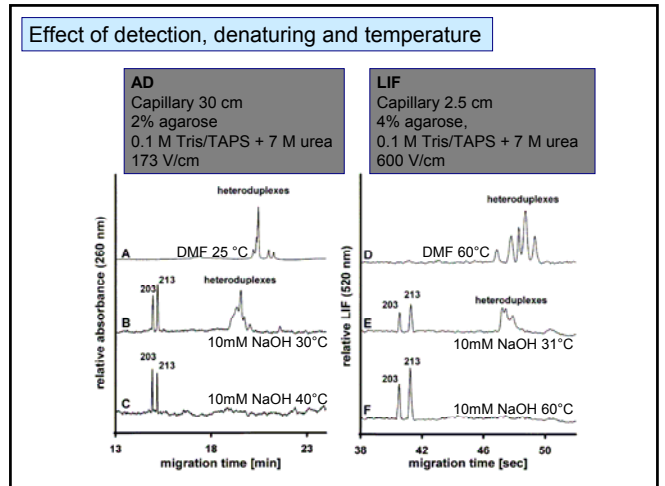 Effect of detection, denaturing and temperature
AD
Capillary 30 cm
2% agarose
0.1 M Tris/TAPS + 7 M urea
173 V/cm
LIF
Capillary 2.5 cm
4% agarose,
0.1 M Tris/TAPS + 7 M urea
600 V/cm
relative absorbance (260 nm)
heteroduplexes
A
DMF 25 °C
203
213
heteroduplexes
B
10mM NaOH 30°C
203
213
C
10mM NaOH 40°C
13
18
23
migration time [min]
relative LIF (520 nm)
heteroduplexes
D
DMF 60°C
203
213
heteroduplexes
E
10mM NaOH 31°C
203
213
F
10mM NaOH 60°C
38
42
46
50
migration time [sec]